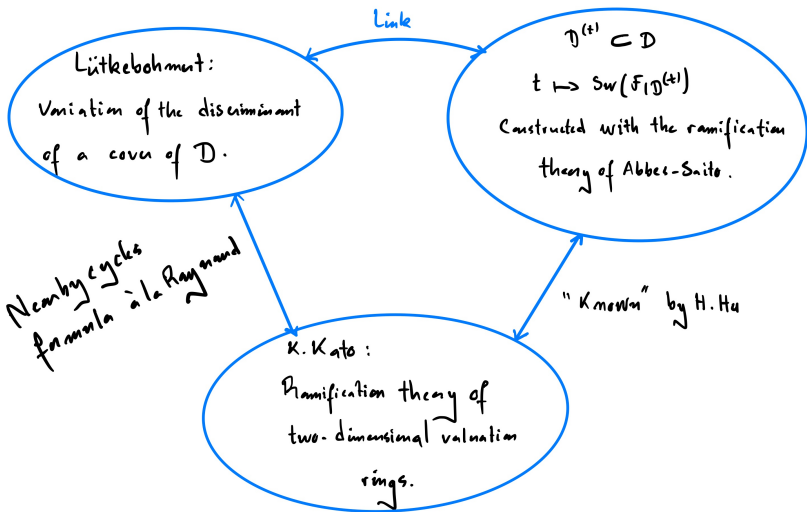 Link
Lütkebohmert:
Variation of the discriminant
of a cover of D.
D⁽ᵗ⁾ ⊂ D
t ↦ Sw(F|D⁽ᵗ⁾)
Constructed with the ramification
theory of Abbes-Saito.
Nearby cycles
formula à la Raynaud
"Known" by H. Hu
K. Kato:
Ramification theory of
two-dimensional valuation
rings.